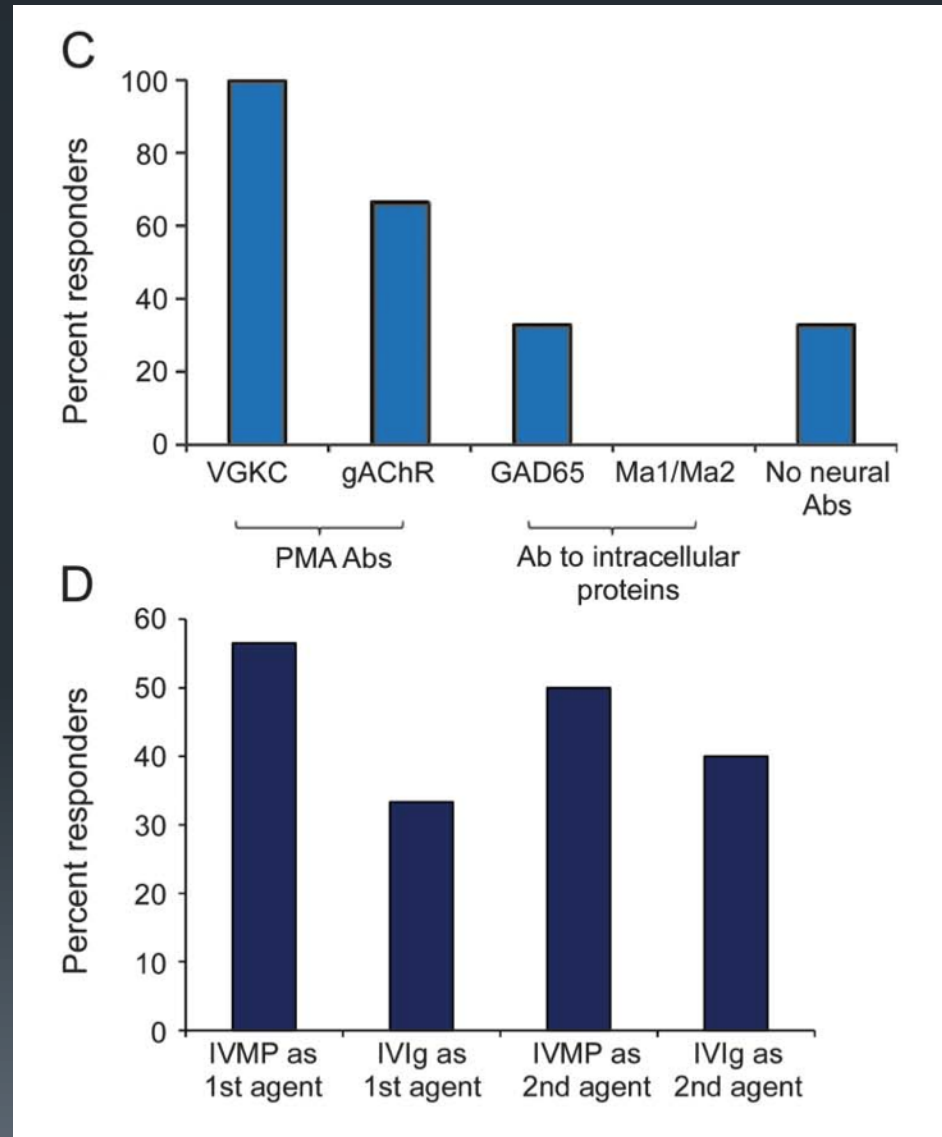 C
Percent responders
100
80
60
40
20
0
VGKC
gAChR
GAD65
Ma1/Ma2
No neural
Abs
PMA Abs
Ab to intracellular
proteins
D
Percent responders
60
50
40
30
20
10
0
IVMP as
1st agent
IVIg as
1st agent
IVMP as
2nd agent
IVIg as
2nd agent